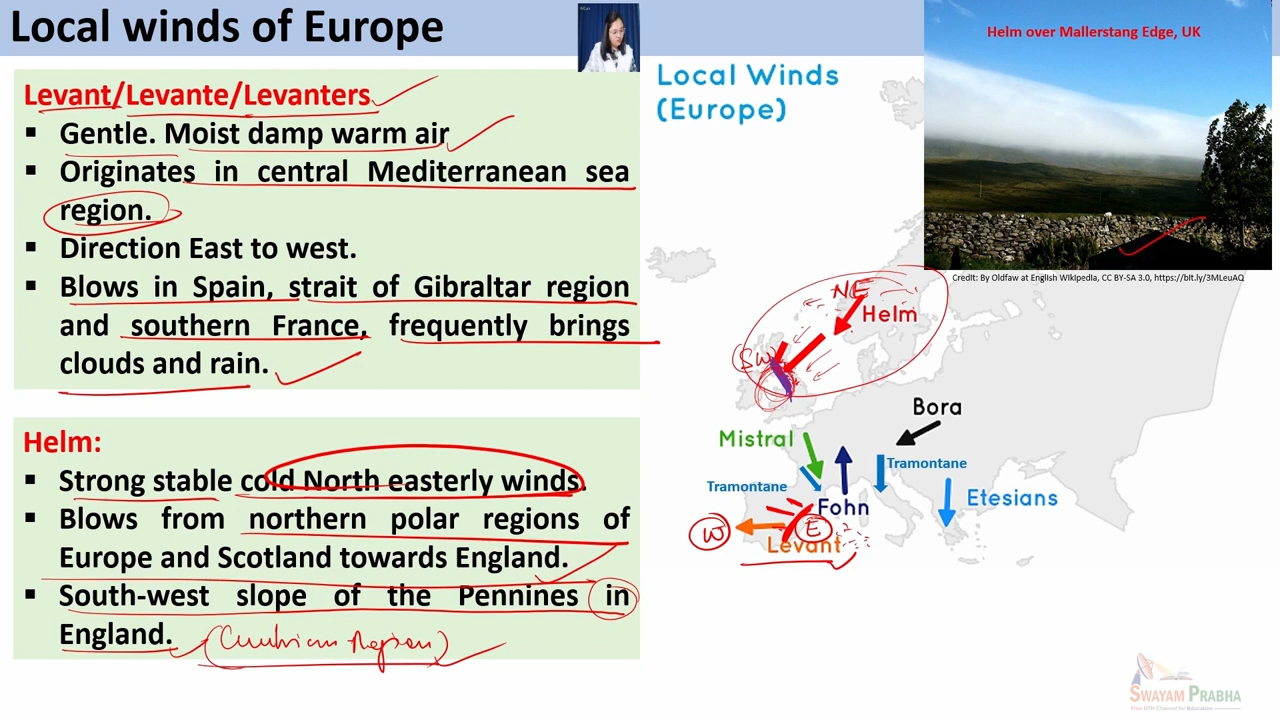 Local winds of Europe
Levant/Levante/Levanters
▪ Gentle. Moist damp warm air
▪ Originates in central Mediterranean sea
region.
▪ Direction East to west.
▪ Blows in Spain, strait of Gibraltar region
and southern France, frequently brings
clouds and rain.
Helm:
▪ Strong stable cold North easterly winds.
▪ Blows from northern polar regions of
Europe and Scotland towards England.
▪ South-west slope of the Pennines in
England. (Cumbrian Region)
Local Winds
(Europe)
Helm over Mallerstang Edge, UK
Credit: By Oldfaw at English Wikipedia, CC BY-SA 3.0, https://bit.ly/3MLeuAQ
NE
Helm
SW
Bora
Mistral
Tramontane
Tramontane
Fohn
Etesians
W
E
Levant
SWAYAM PRABHA
Free DTH Channel for Education